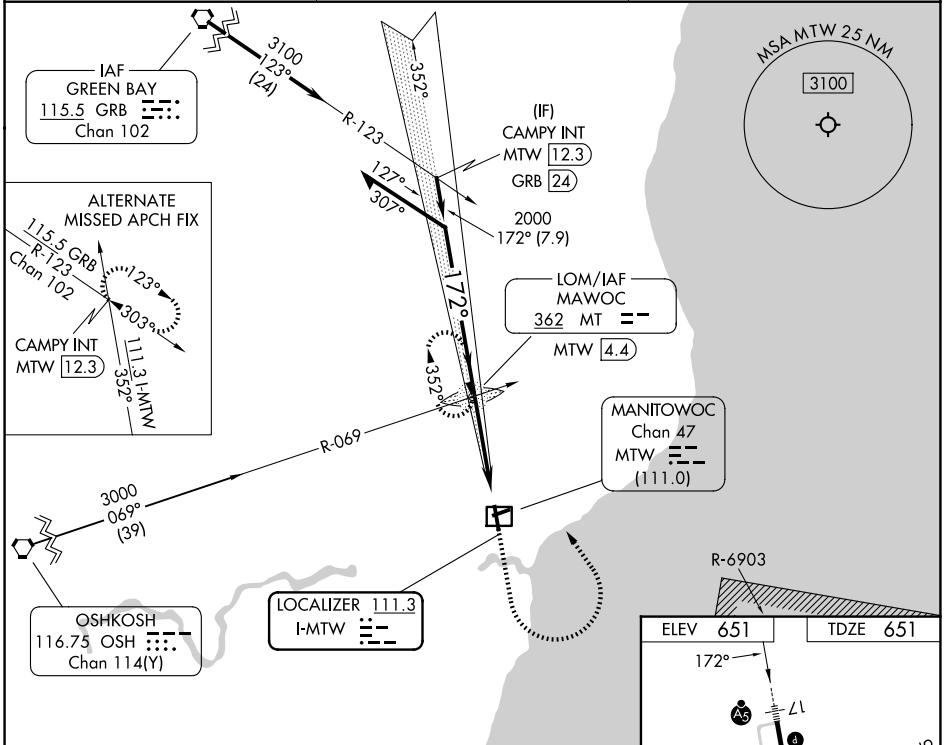 IAF
GREEN BAY
115.5 GRB
Chan 102
3100
123°
(24)
R-123
352°
127°
307°
(IF)
CAMPY INT
MTW 12.3
GRB 24
2000
172° (7.9)
MSA MTW 25 NM
3100
ALTERNATE
MISSED APCH FIX
115.5 GRB
R-123
Chan 102
123°
303°
CAMPY INT
MTW 12.3
111.3 I-MTW
352°
172°
LOM/IAF
MAWOC
362 MT
MTW 4.4
352°
R-069
3000
069°
(39)
MANITOWOC
Chan 47
MTW
(111.0)
OSHKOSH
116.75 OSH
Chan 114(Y)
LOCALIZER 111.3
I-MTW
R-6903
ELEV 651
TDZE 651
172°
A5
17
P